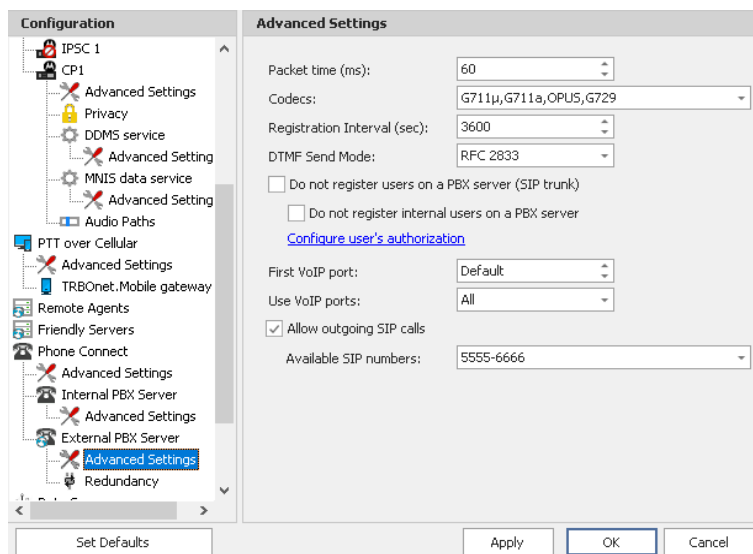 Configuration
IPSC 1
CP1
Advanced Settings
Privacy
DDMS service
Advanced Setting
MNIS data service
Advanced Setting
Audio Paths
PTT over Cellular
Advanced Settings
TRBOnet.Mobile gateway
Remote Agents
Friendly Servers
Phone Connect
Advanced Settings
Internal PBX Server
Advanced Settings
External PBX Server
Advanced Settings
Redundancy
Set Defaults
Advanced Settings
Packet time (ms): 60
Codecs: G711µ,G711a,OPUS,G729
Registration Interval (sec): 3600
DTMF Send Mode: RFC 2833
Do not register users on a PBX server (SIP trunk)
Do not register internal users on a PBX server
Configure user's authorization
First VoIP port: Default
Use VoIP ports: All
Allow outgoing SIP calls
Available SIP numbers: 5555-6666
Apply OK Cancel